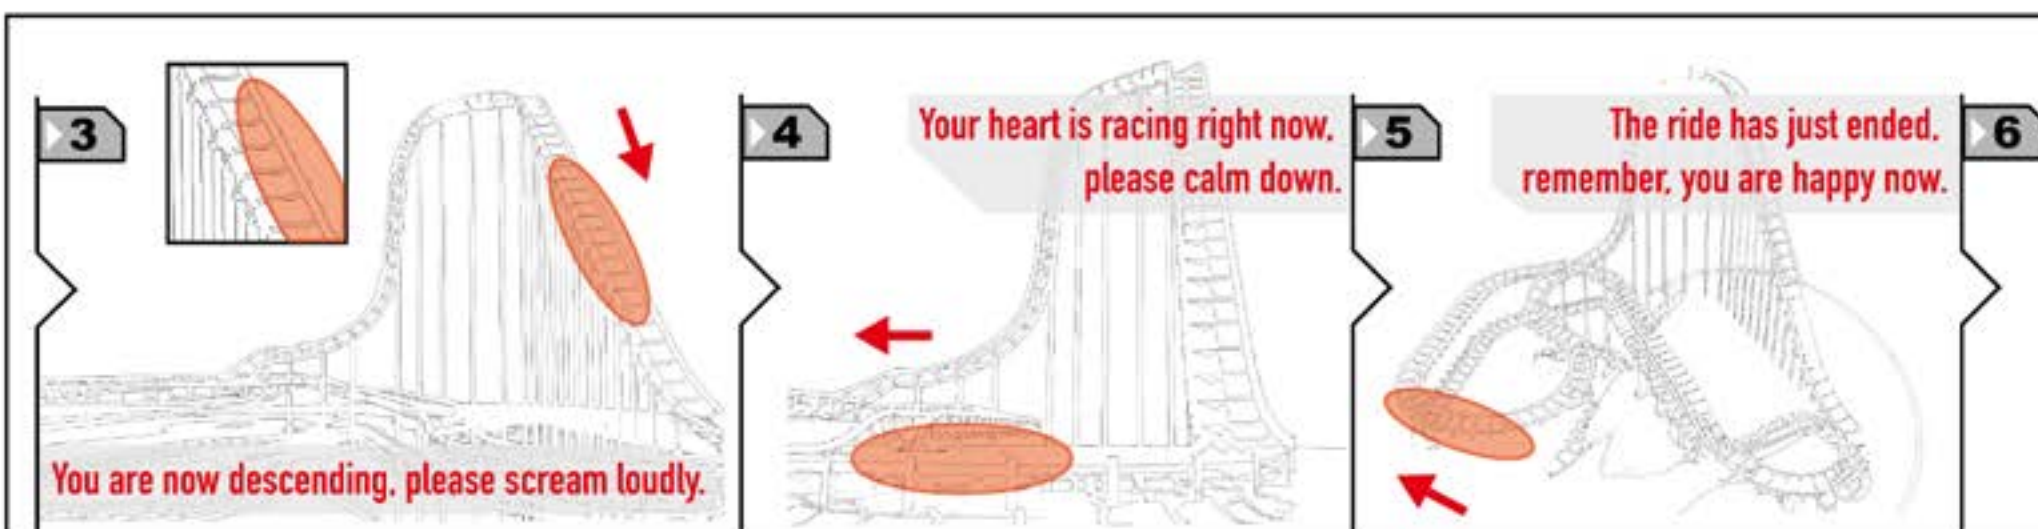 3
You are now descending, please scream loudly.
4
Your heart is racing right now,
please calm down.
5
The ride has just ended,
remember, you are happy now.
6